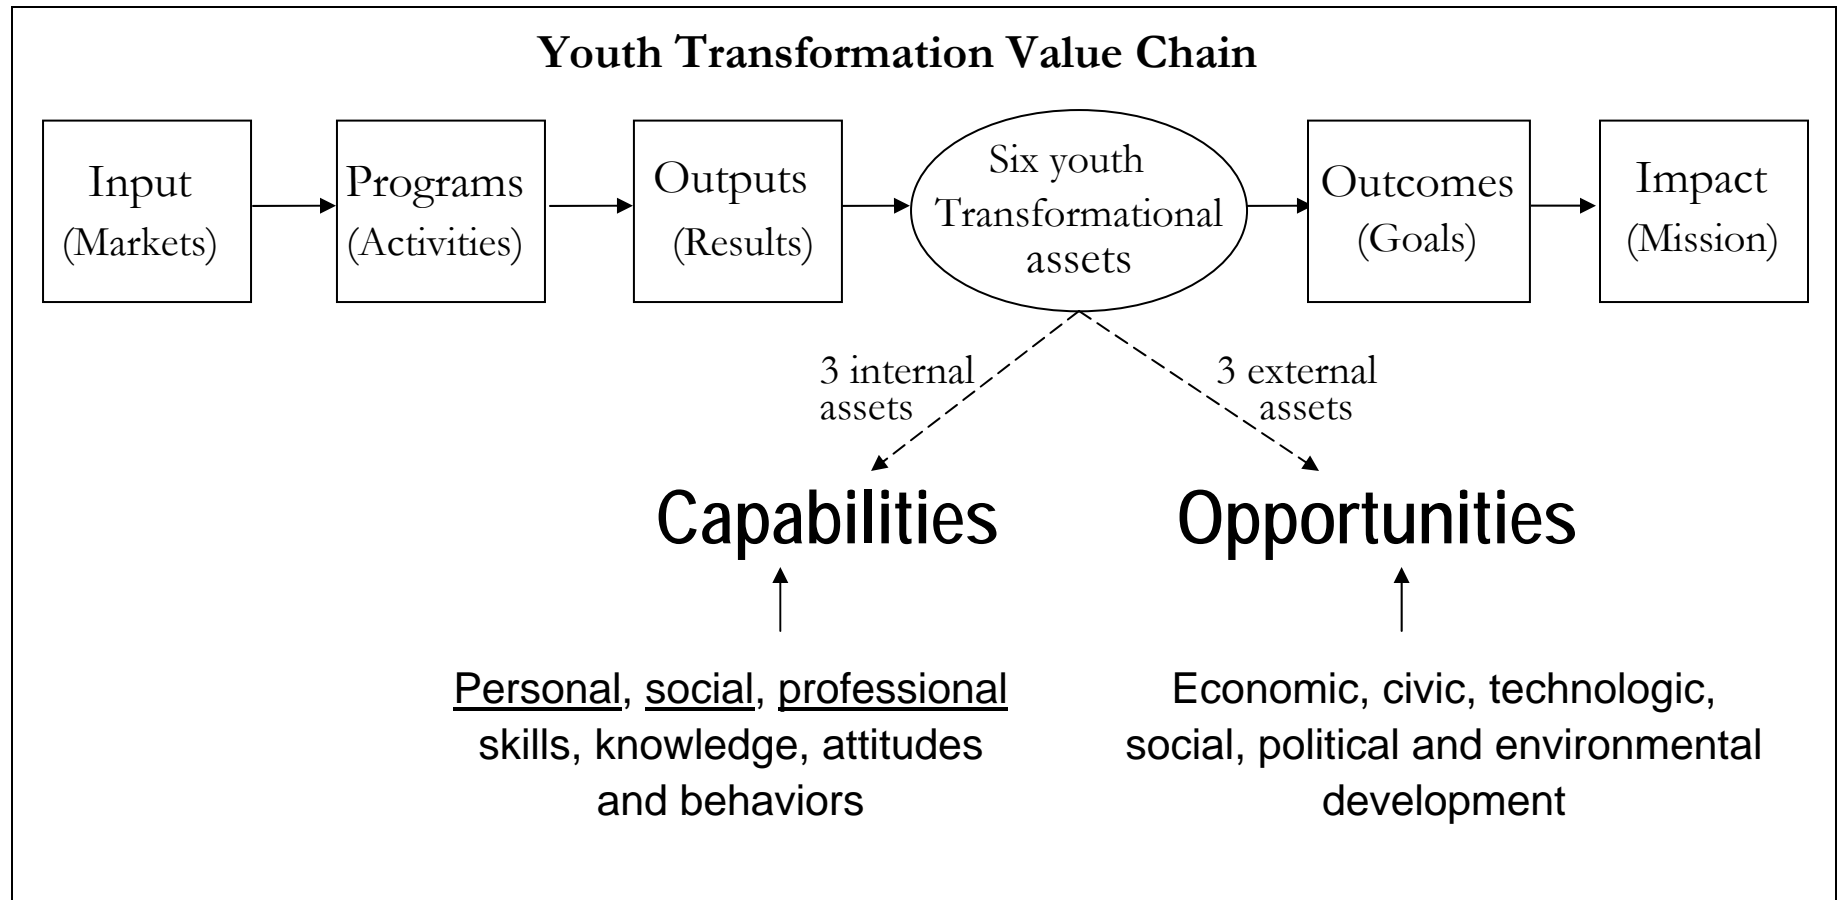 Youth Transformation Value Chain
Input
(Markets)
Programs
(Activities)
Outputs
(Results)
Six youth
Transformational
assets
Outcomes
(Goals)
Impact
(Mission)
3 internal
assets
3 external
assets
Capabilities
Opportunities
Personal, social, professional
skills, knowledge, attitudes
and behaviors
Economic, civic, technologic,
social, political and environmental
development